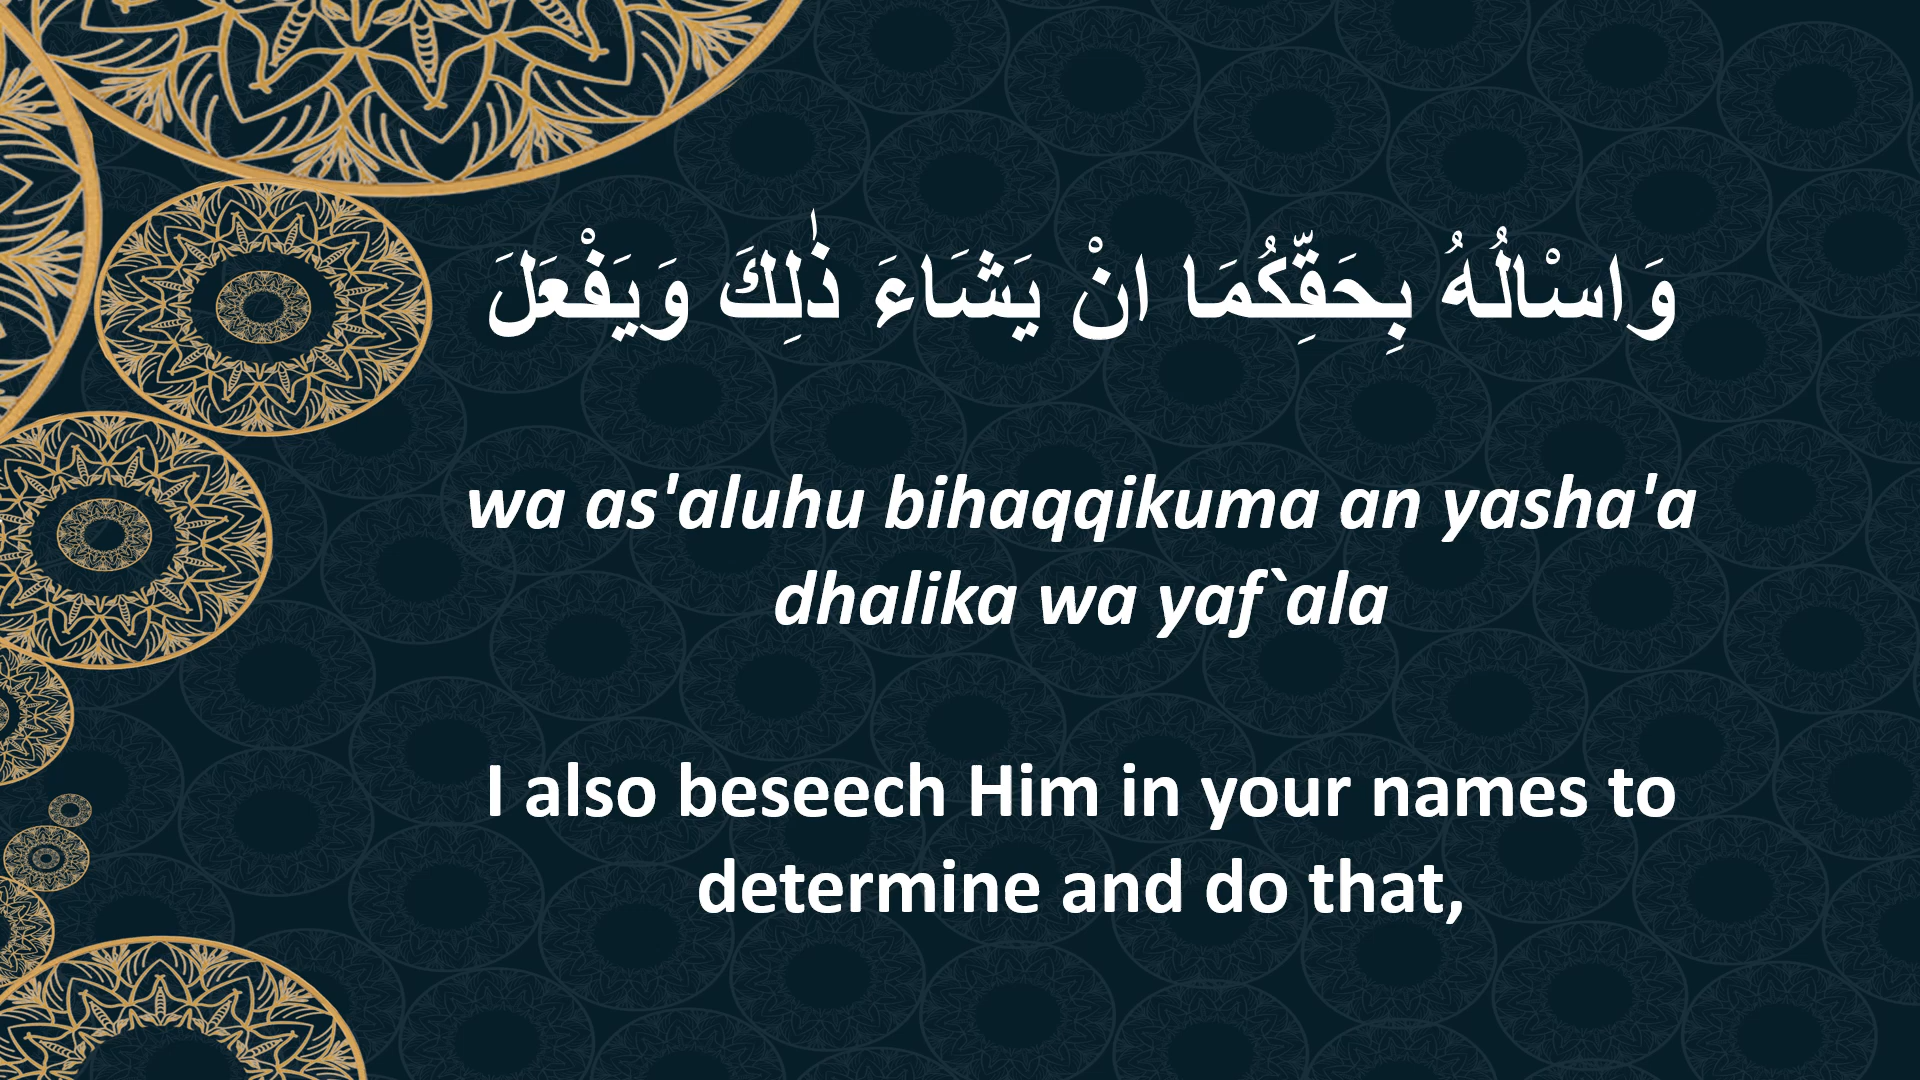 وَاسْالُهُ بِحَقِّكُمَا انْ يَشَاءَ ذٰلِكَ وَيَفْعَلَ
wa as'aluhu bihaqqikuma an yasha'a
dhalika wa yaf`ala
I also beseech Him in your names to
determine and do that,